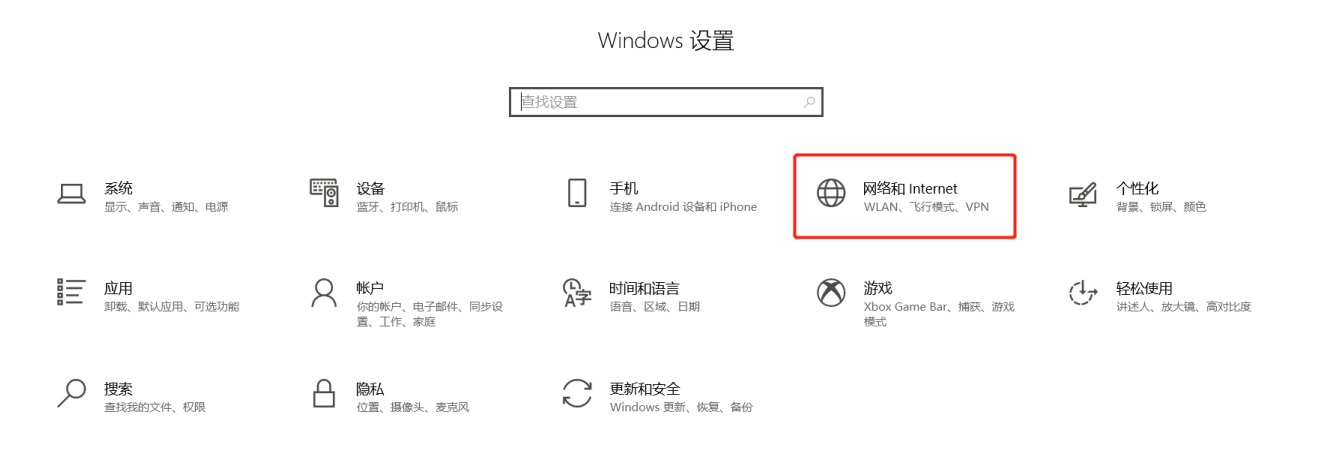 Windows 设置
查找设置
系统
显示、声音、通知、电源
设备
蓝牙、打印机、鼠标
手机
连接 Android 设备和 iPhone
网络和 Internet
WLAN、飞行模式、VPN
个性化
背景、锁屏、颜色
应用
卸载、默认应用、可选功能
帐户
你的帐户、电子邮件、同步设
置、工作、家庭
时间和语言
语音、区域、日期
游戏
Xbox Game Bar、捕获、游戏
模式
轻松使用
讲述人、放大镜、高对比度
搜索
查找我的文件、权限
隐私
位置、摄像头、麦克风
更新和安全
Windows 更新、恢复、备份